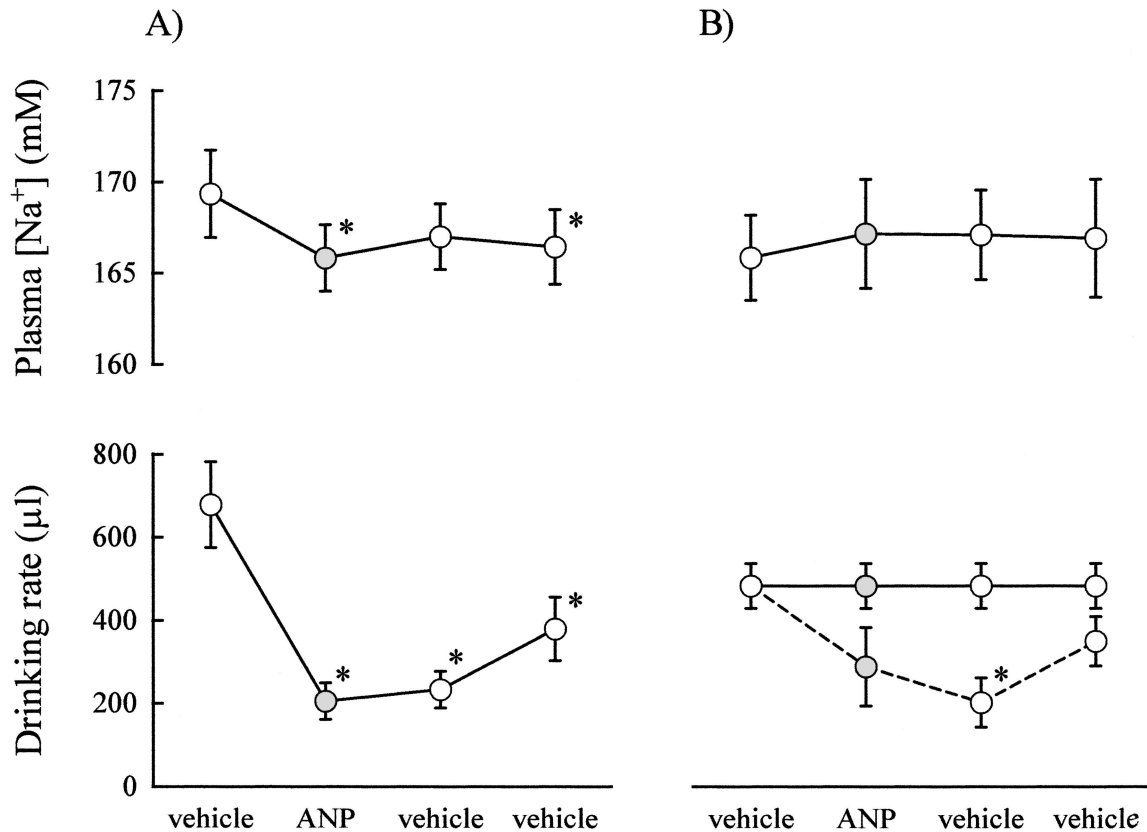 A)
B)
Plasma [Na⁺] (mM)
175
170
165
160
*
*
Drinking rate (µl)
800
600
400
200
0
*
*
*
*
vehicle ANP vehicle vehicle
vehicle ANP vehicle vehicle